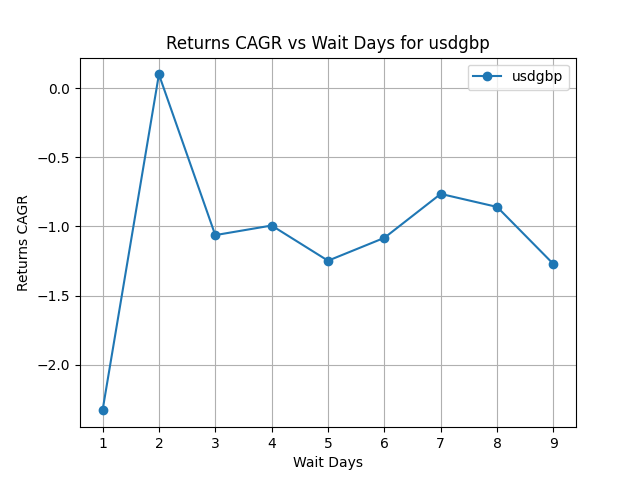 Returns CAGR vs Wait Days for usdgbp
usdgbp
0.0
−0.5
−1.0
−1.5
−2.0
Returns CAGR
1 2 3 4 5 6 7 8 9
Wait Days